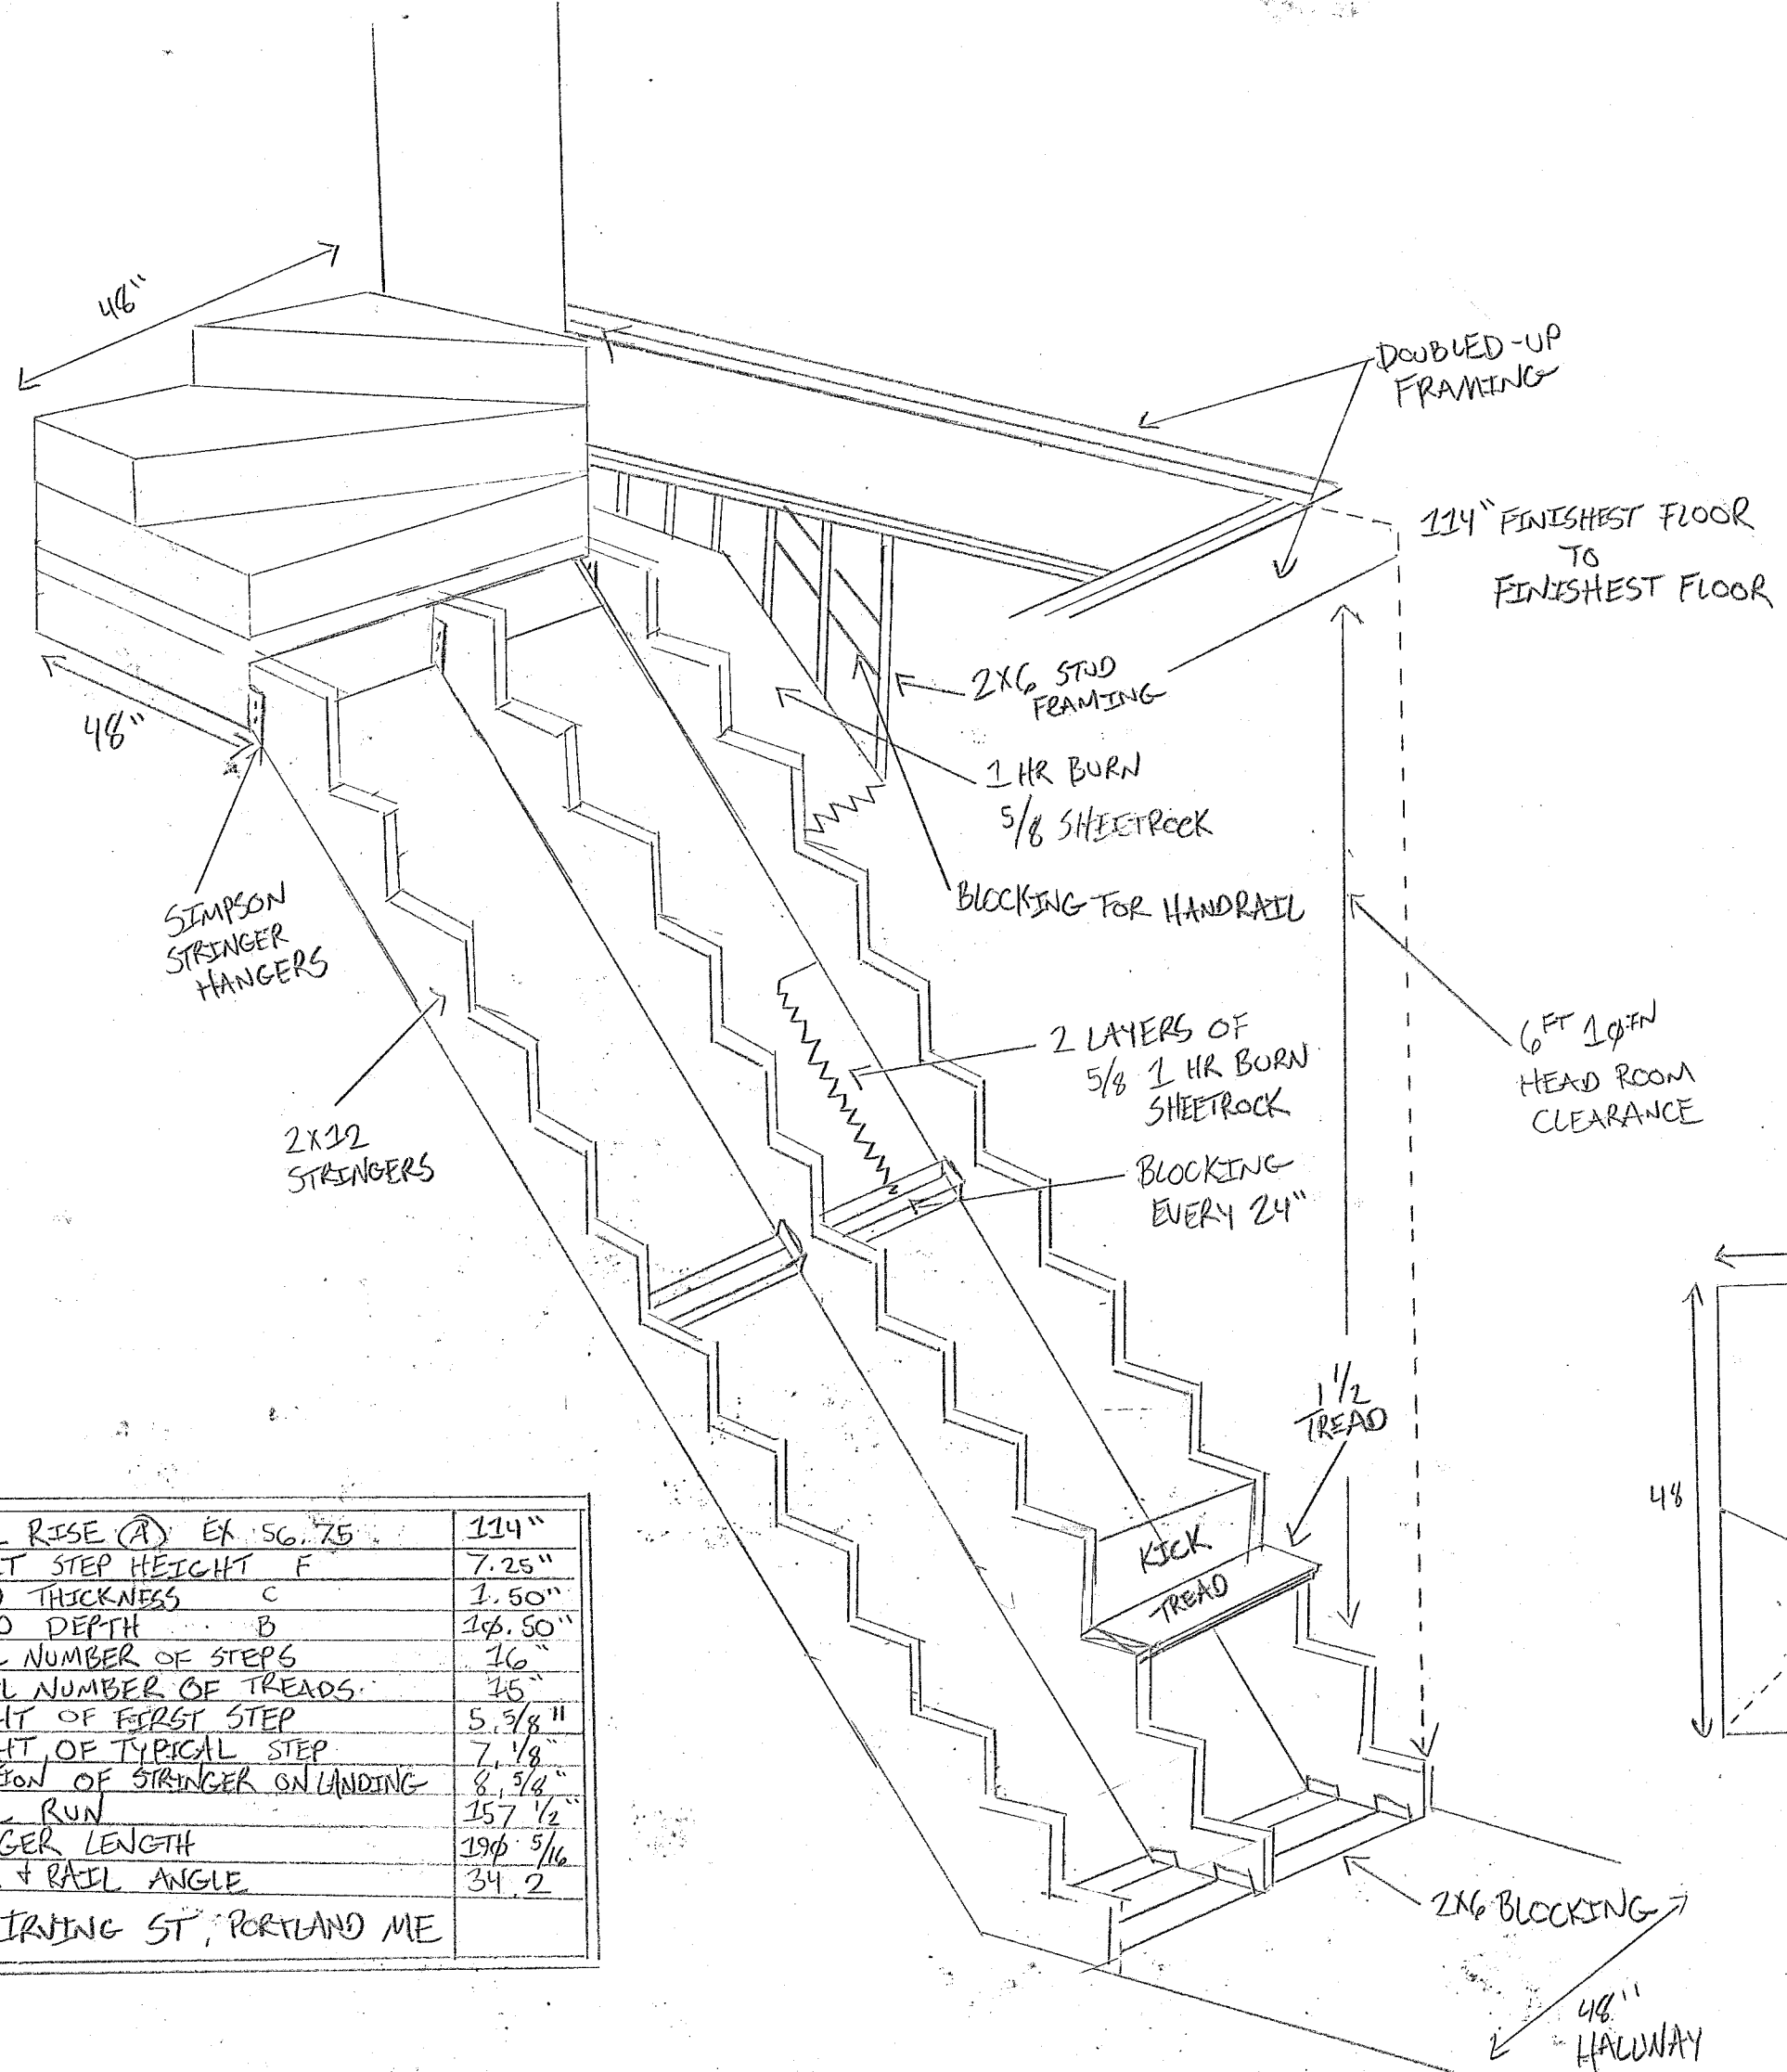 48"
DOUBLED-UP
FRAMING
114" FINISHEST FLOOR
TO
FINISHEST FLOOR
2X6 STUD
FRAMING
48"
1 HR BURN
5/8 SHEETROCK
BLOCKING FOR HANDRAIL
SIMPSON
STRINGER
HANGERS
2 LAYERS OF
5/8 1 HR BURN
SHEETROCK
6FT 10IN
HEAD ROOM
CLEARANCE
2X12
STRINGERS
BLOCKING
EVERY 24"
1 1/2
TREAD
48
KICK
TREAD
L RISE (A) EX 56.75 114"
T STEP HEIGHT F 7.25"
D THICKNESS C 1.50"
D DEPTH B 10.50"
L NUMBER OF STEPS 16"
L NUMBER OF TREADS 15"
HT OF FIRST STEP 5 5/8"
HT OF TYPICAL STEP 7 1/8"
ION OF STRINGER ON LANDING 8 5/8"
L RUN 157 1/2"
GER LENGTH 190 5/16
& RAIL ANGLE 34.2
IRVING ST, PORTLAND ME
2X6 BLOCKING
48"
HALLWAY